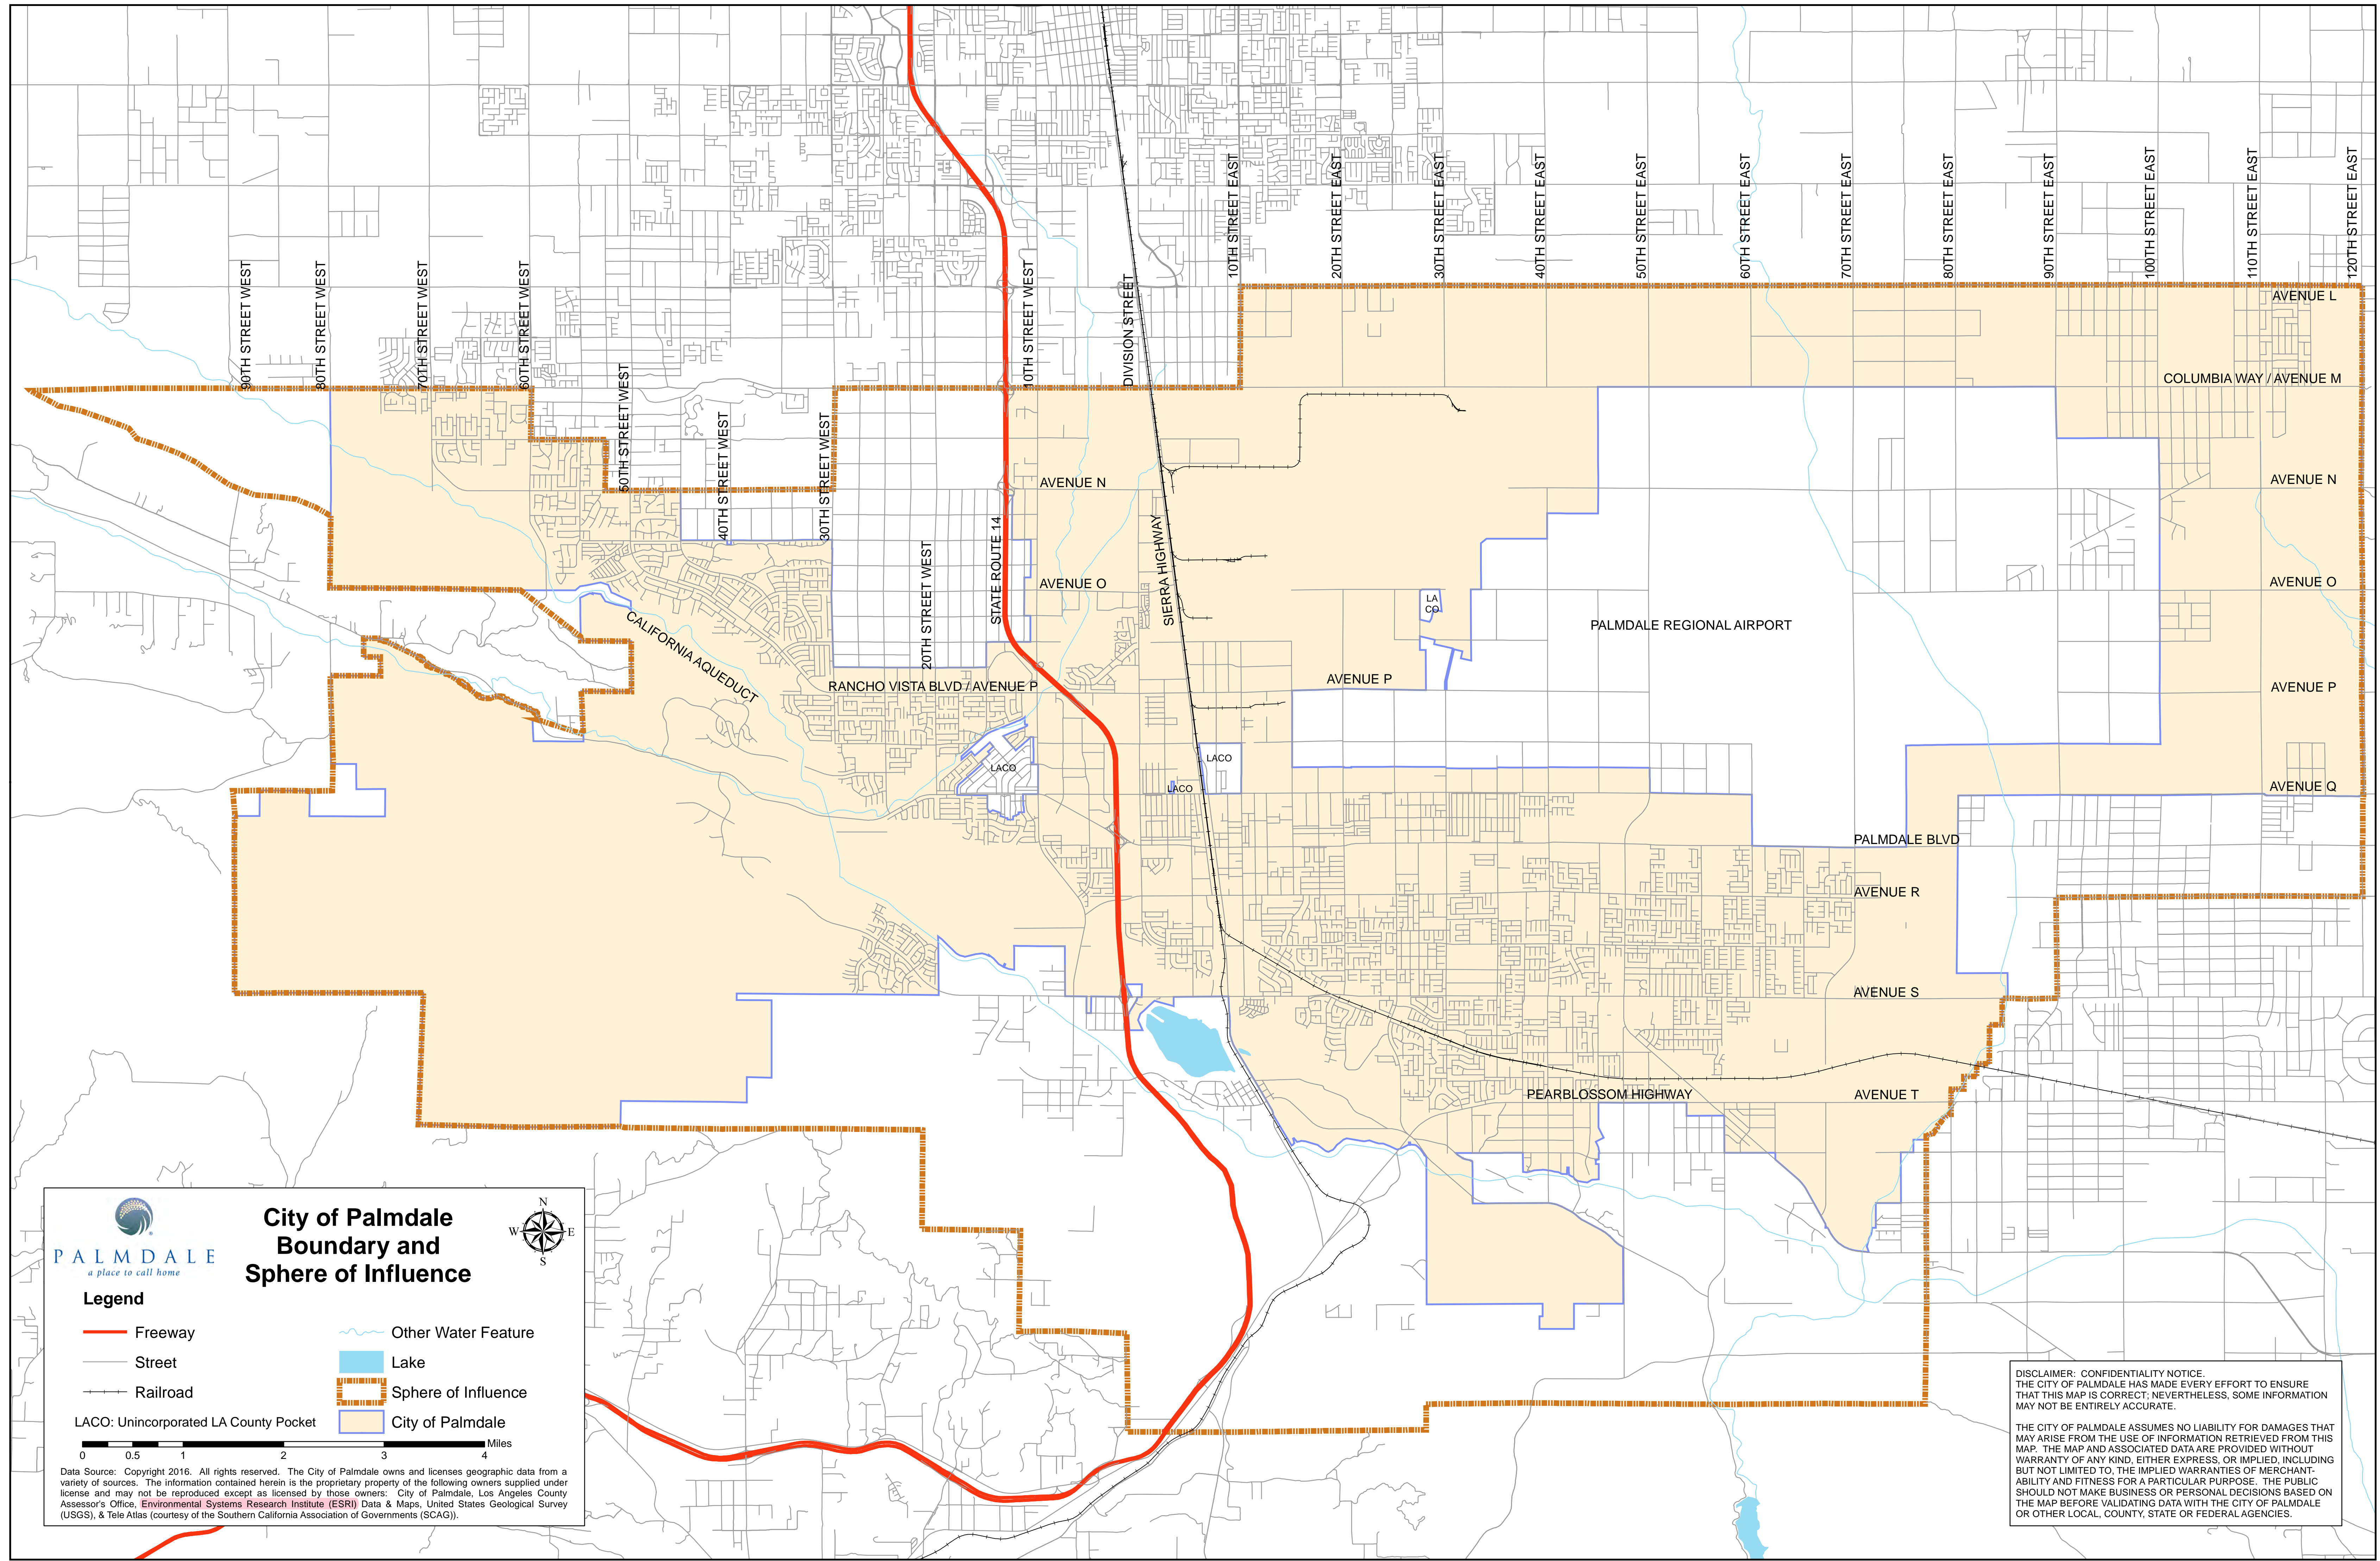 10TH STREET EAST
20TH STREET EAST
30TH STREET EAST
40TH STREET EAST
50TH STREET EAST
60TH STREET EAST
70TH STREET EAST
80TH STREET EAST
90TH STREET EAST
100TH STREET EAST
110TH STREET EAST
120TH STREET EAST
90TH STREET WEST
80TH STREET WEST
70TH STREET WEST
60TH STREET WEST
50TH STREET WEST
40TH STREET WEST
30TH STREET WEST
20TH STREET WEST
10TH STREET WEST
DIVISION STREET
STATE ROUTE 14
SIERRA HIGHWAY
AVENUE L
COLUMBIA WAY / AVENUE M
AVENUE N
AVENUE N
AVENUE O
AVENUE O
LA
CO
CALIFORNIA AQUEDUCT
PALMDALE REGIONAL AIRPORT
RANCHO VISTA BLVD / AVENUE P
AVENUE P
AVENUE P
LACO
LACO
LACO
AVENUE Q
PALMDALE BLVD
AVENUE R
AVENUE S
PEARBLOSSOM HIGHWAY
AVENUE T
PALMDALE
a place to call home
City of Palmdale
Boundary and
Sphere of Influence
N
W
E
S
Legend
Freeway
Street
Railroad
LACO: Unincorporated LA County Pocket
Other Water Feature
Lake
Sphere of Influence
City of Palmdale
Miles
0 0.5 1 2 3 4
Data Source: Copyright 2016. All rights reserved. The City of Palmdale owns and licenses geographic data from a
variety of sources. The information contained herein is the proprietary property of the following owners supplied under
license and may not be reproduced except as licensed by those owners: City of Palmdale, Los Angeles County
Assessor's Office, Environmental Systems Research Institute (ESRI) Data & Maps, United States Geological Survey
(USGS), & Tele Atlas (courtesy of the Southern California Association of Governments (SCAG)).
DISCLAIMER: CONFIDENTIALITY NOTICE.
THE CITY OF PALMDALE HAS MADE EVERY EFFORT TO ENSURE
THAT THIS MAP IS CORRECT; NEVERTHELESS, SOME INFORMATION
MAY NOT BE ENTIRELY ACCURATE.
THE CITY OF PALMDALE ASSUMES NO LIABILITY FOR DAMAGES THAT
MAY ARISE FROM THE USE OF INFORMATION RETRIEVED FROM THIS
MAP. THE MAP AND ASSOCIATED DATA ARE PROVIDED WITHOUT
WARRANTY OF ANY KIND, EITHER EXPRESS, OR IMPLIED, INCLUDING
BUT NOT LIMITED TO, THE IMPLIED WARRANTIES OF MERCHANT-
ABILITY AND FITNESS FOR A PARTICULAR PURPOSE. THE PUBLIC
SHOULD NOT MAKE BUSINESS OR PERSONAL DECISIONS BASED ON
THE MAP BEFORE VALIDATING DATA WITH THE CITY OF PALMDALE
OR OTHER LOCAL, COUNTY, STATE OR FEDERAL AGENCIES.